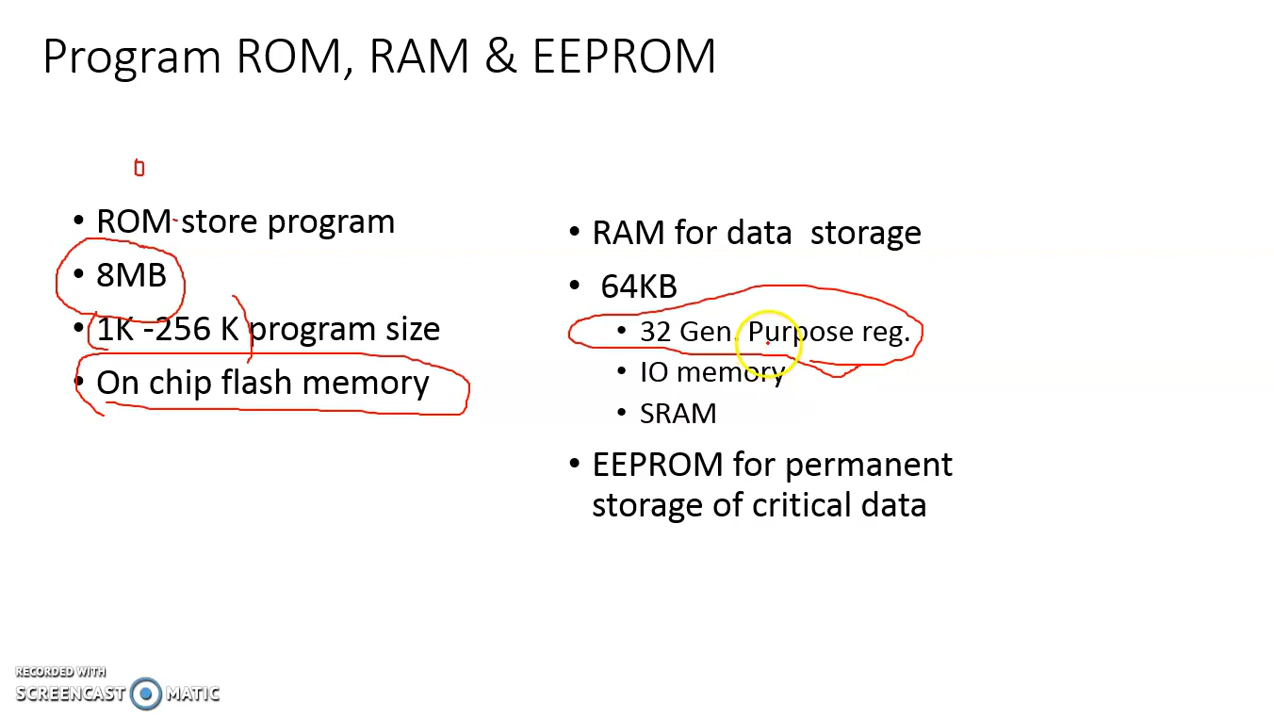 Program ROM, RAM & EEPROM
• ROM store program
• 8MB
• 1K -256 K program size
• On chip flash memory
• RAM for data storage
• 64KB
• 32 Gen. Purpose reg.
• IO memory
• SRAM
• EEPROM for permanent
storage of critical data
RECORDED WITH
SCREENCAST MATIC